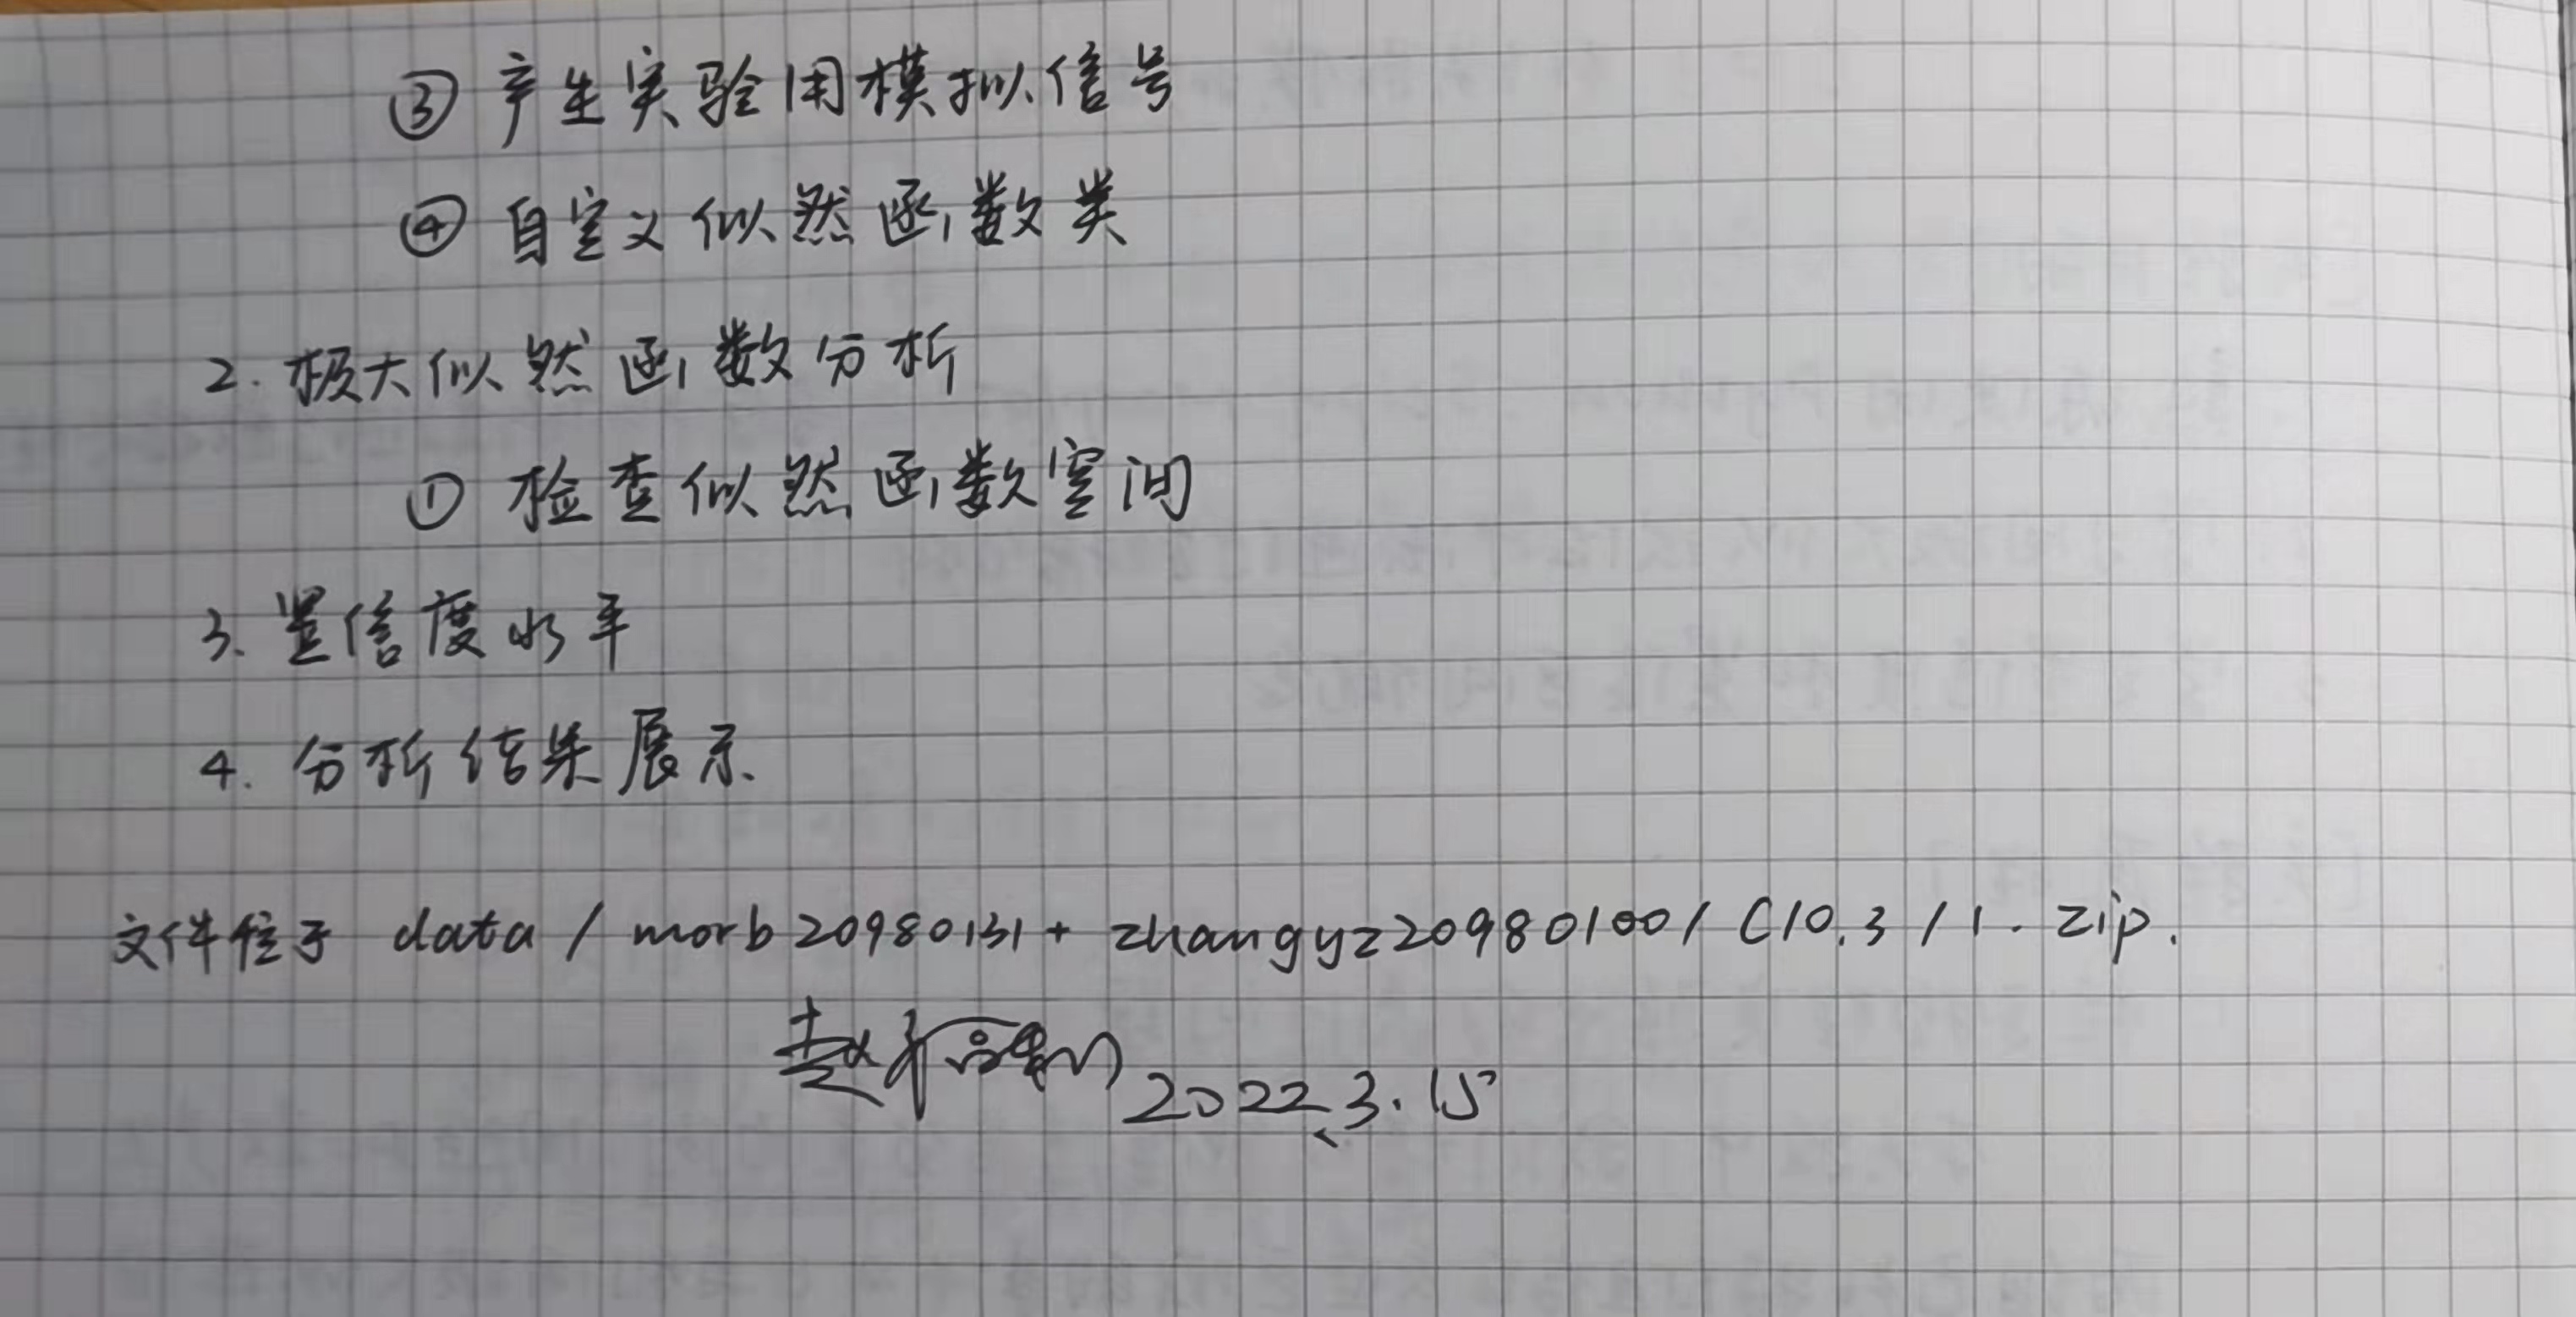 ③ 产生实验用模拟信号
④ 自定义似然函数类
2. 极大似然函数分析
① 检查似然函数空间
3. 置信度水平
4. 分析结果展示
文件位于 data / morb20980131+ zhangyz20980100 / C10.3 / 1.zip.
赵 2022.3.15